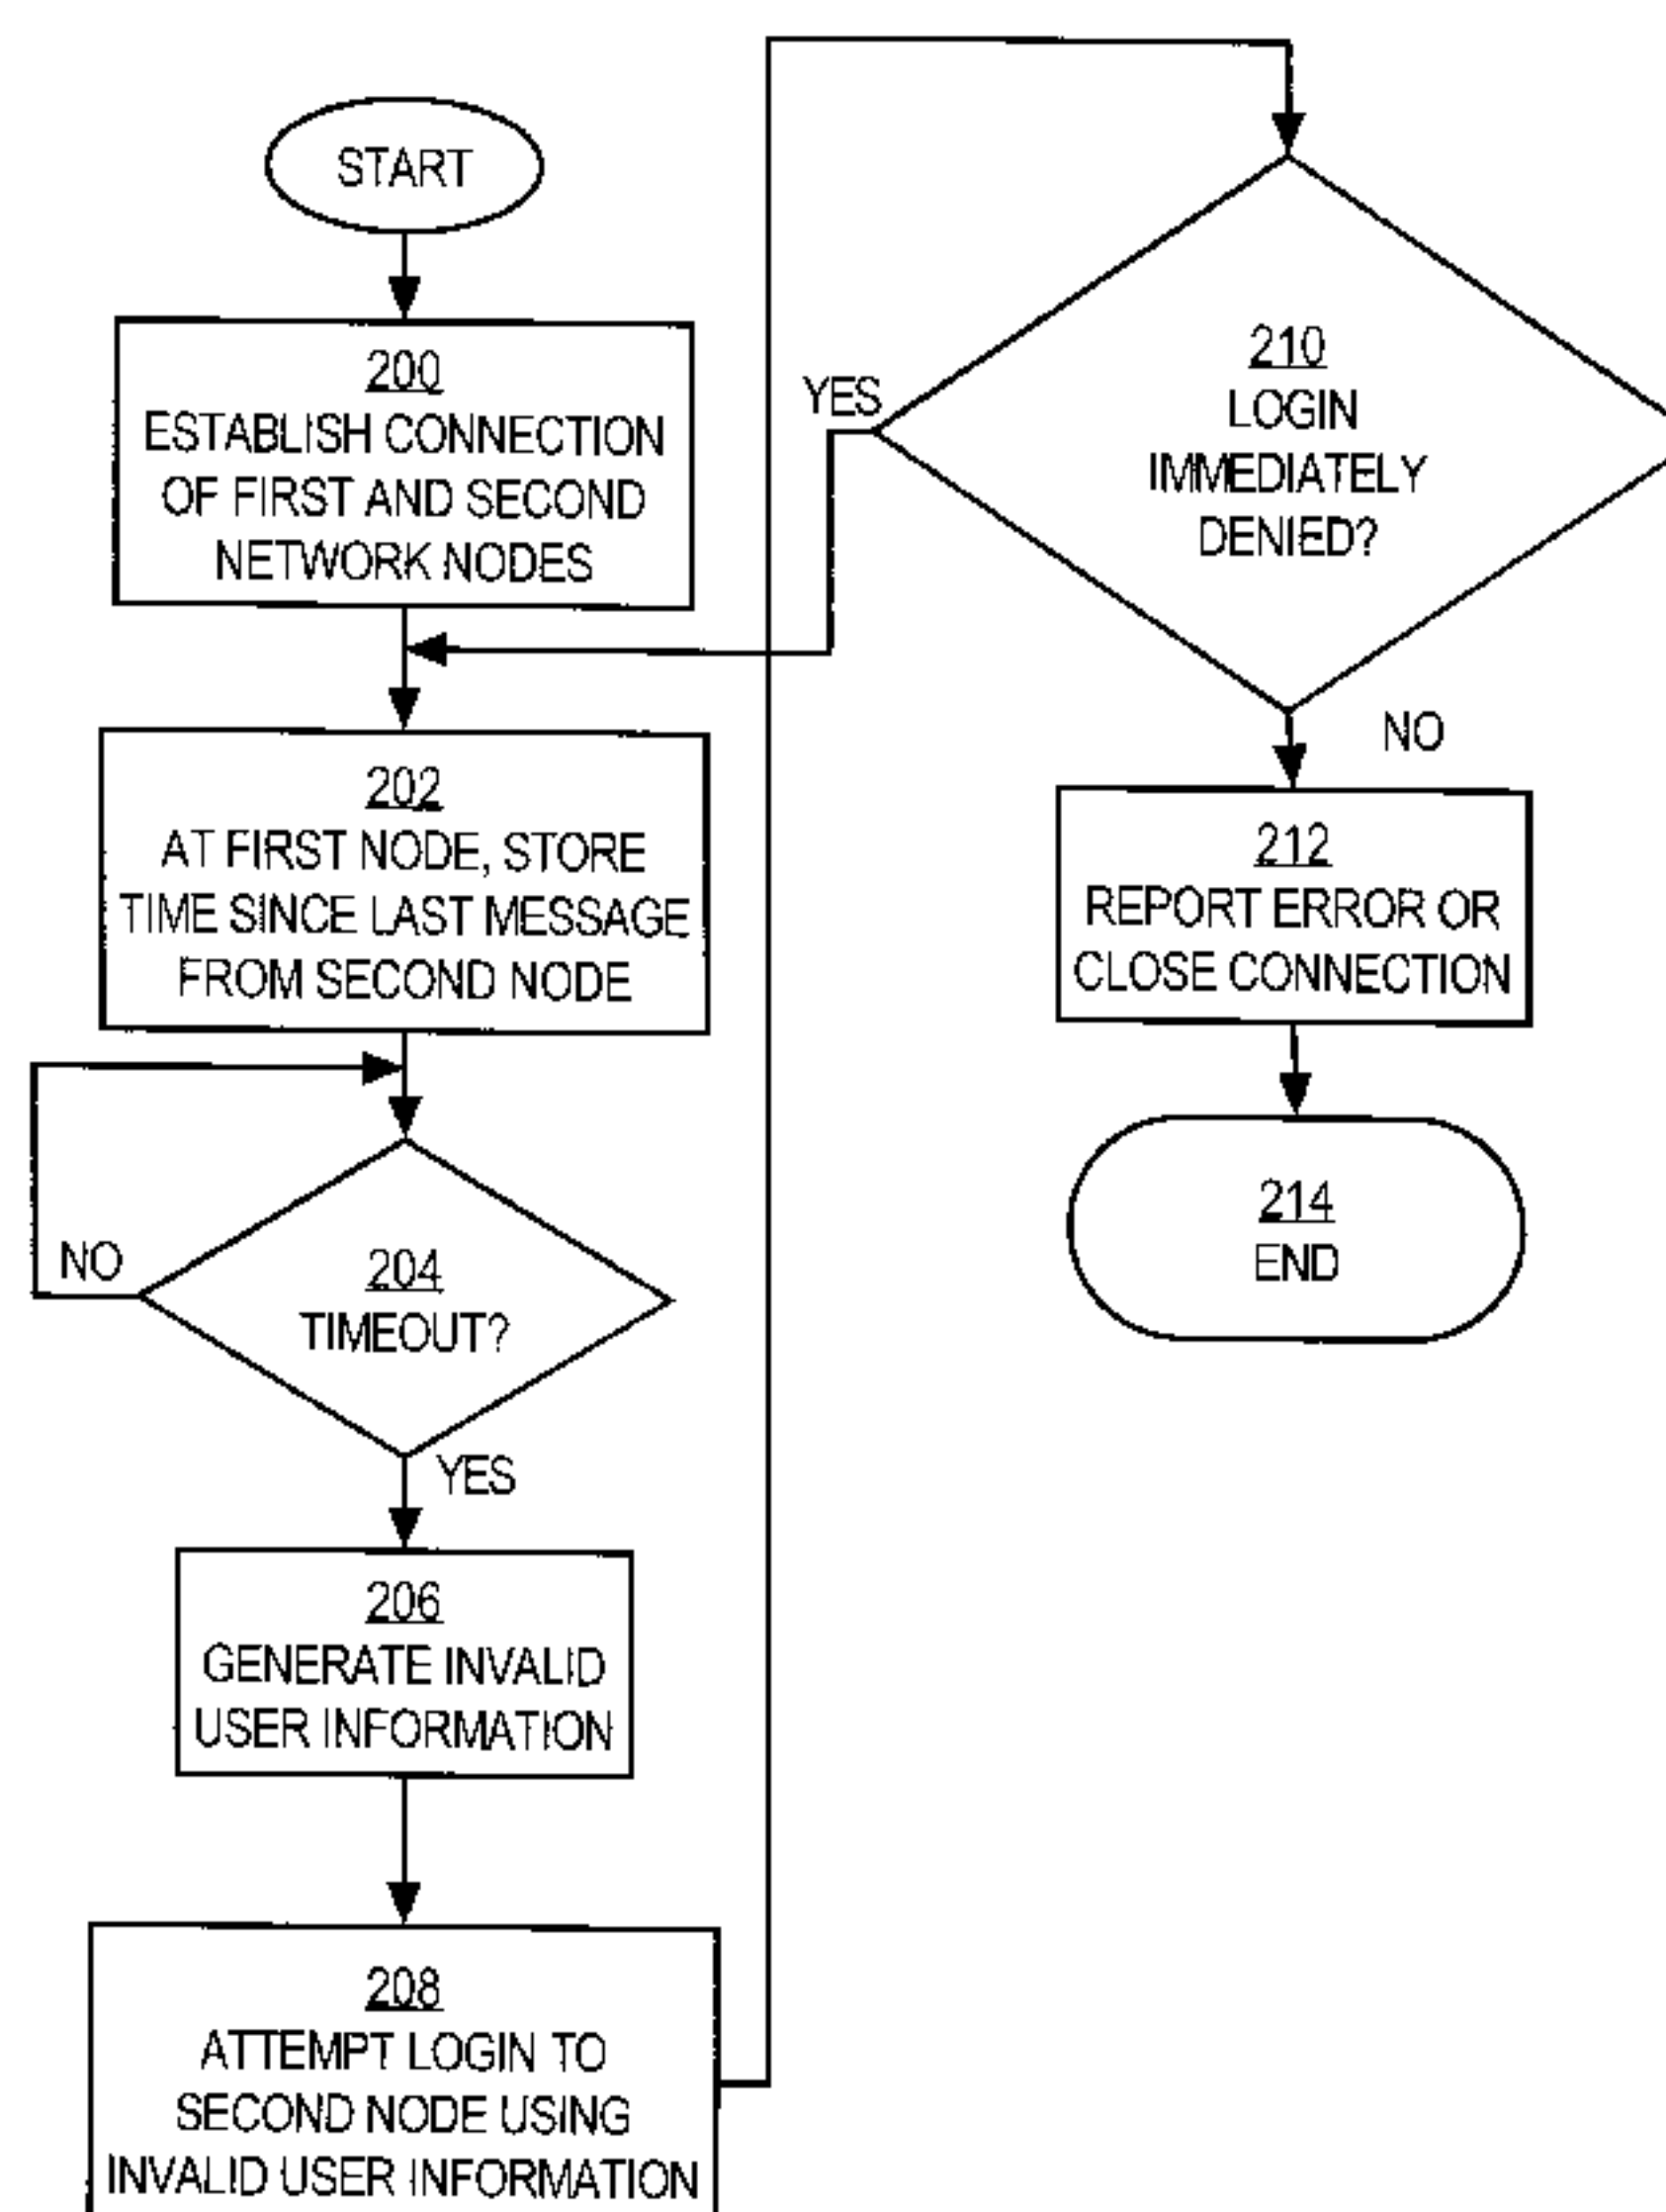 START
200
ESTABLISH CONNECTION
OF FIRST AND SECOND
NETWORK NODES
202
AT FIRST NODE, STORE
TIME SINCE LAST MESSAGE
FROM SECOND NODE
NO
204
TIMEOUT?
YES
206
GENERATE INVALID
USER INFORMATION
208
ATTEMPT LOGIN TO
SECOND NODE USING
INVALID USER INFORMATION
210
LOGIN
IMMEDIATELY
DENIED?
YES
NO
212
REPORT ERROR OR
CLOSE CONNECTION
214
END